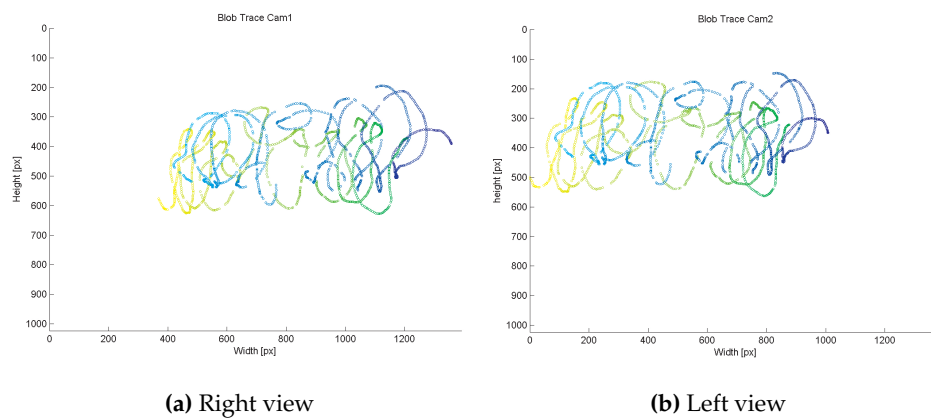 Blob Trace Cam1
0
100
200
300
400
500
600
700
800
900
1000
Height [px]
0 200 400 600 800 1000 1200
Width [px]
(a) Right view
Blob Trace Cam2
0
100
200
300
400
500
600
700
800
900
1000
height [px]
0 200 400 600 800 1000 1200
Width [px]
(b) Left view